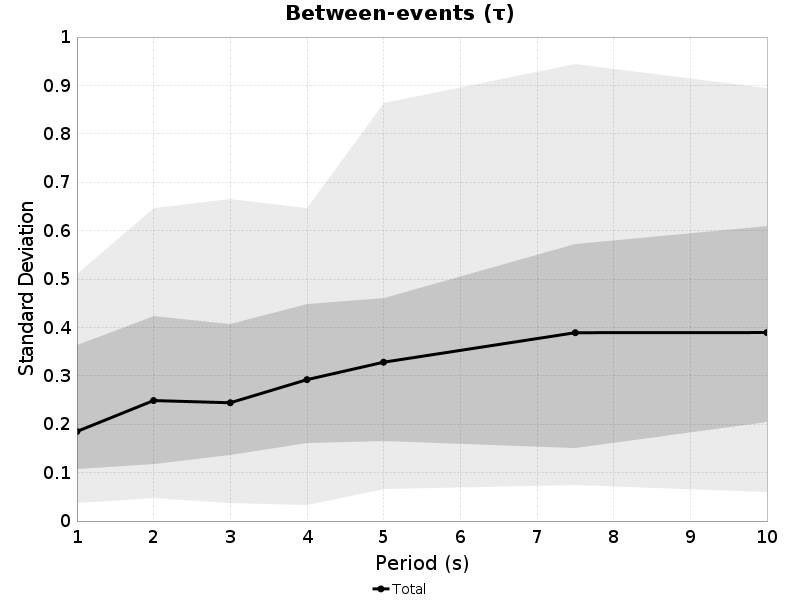 Between-events (τ)
1
0.9
0.8
0.7
0.6
0.5
0.4
0.3
0.2
0.1
0
Standard Deviation
1 2 3 4 5 6 7 8 9 10
Period (s)
Total